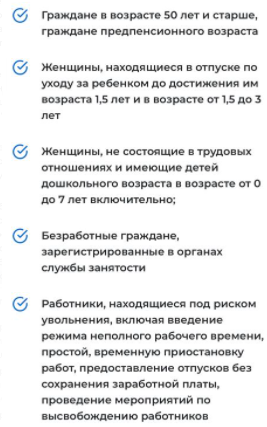 Граждане в возрасте 50 лет и старше,
граждане предпенсионного возраста
Женщины, находящиеся в отпуске по
уходу за ребенком до достижения им
возраста 1,5 лет и в возрасте от 1,5 до 3
лет
Женщины, не состоящие в трудовых
отношениях и имеющие детей
дошкольного возраста в возрасте от 0
до 7 лет включительно;
Безработные граждане,
зарегистрированные в органах
службы занятости
Работники, находящиеся под риском
увольнения, включая введение
режима неполного рабочего времени,
простой, временную приостановку
работ, предоставление отпусков без
сохранения заработной платы,
проведение мероприятий по
высвобождению работников